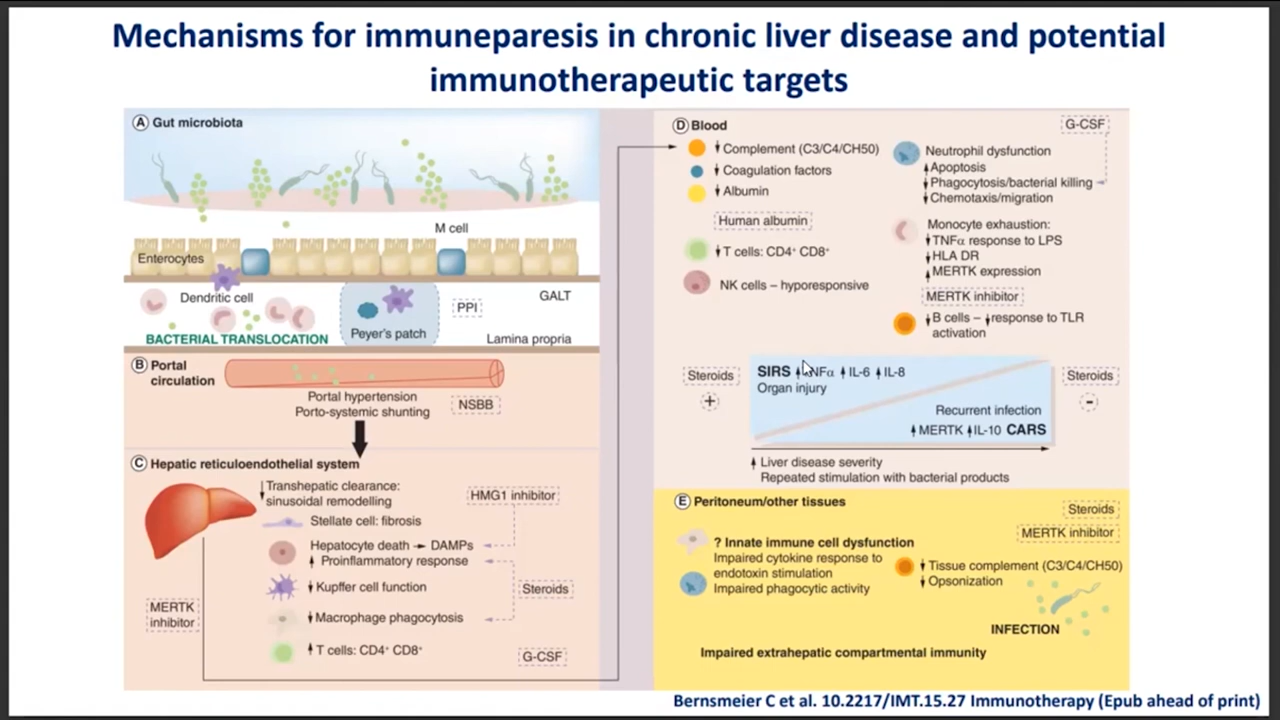 Mechanisms for immuneparesis in chronic liver disease and potential
immunotherapeutic targets
A Gut microbiota
M cell
Enterocytes
Dendritic cell
GALT
PPI
Peyer's patch
BACTERIAL TRANSLOCATION
Lamina propria
B Portal
circulation
Portal hypertension
Porto-systemic shunting
NSBB
C Hepatic reticuloendothelial system
↓Transhepatic clearance:
sinusoidal remodelling
HMG1 inhibitor
Stellate cell: fibrosis
Hepatocyte death → DAMPs
↑ Proinflammatory response
↓Kupffer cell function
Steroids
MERTK
inhibitor
↓Macrophage phagocytosis
↑T cells: CD4⁺ CD8⁺
G-CSF
D Blood
G-CSF
↓Complement (C3/C4/CH50)
↓Coagulation factors
↓Albumin
Human albumin
↓T cells: CD4⁺ CD8⁺
NK cells – hyporesponsive
Neutrophil dysfunction
↑Apoptosis
↓Phagocytosis/bacterial killing
↓Chemotaxis/migration
Monocyte exhaustion:
↓TNFα response to LPS
↓HLA DR
↑MERTK expression
MERTK inhibitor
↓B cells – ↓response to TLR
activation
Steroids
+
SIRS ↑TNFα ↑IL-6 ↑IL-8
Organ injury
Recurrent infection
↑MERTK ↑IL-10 CARS
Steroids
-
↑ Liver disease severity
Repeated stimulation with bacterial products
E Peritoneum/other tissues
Steroids
MERTK inhibitor
? Innate immune cell dysfunction
Impaired cytokine response to
endotoxin stimulation
Impaired phagocytic activity
↓Tissue complement (C3/C4/CH50)
↓Opsonization
INFECTION
Impaired extrahepatic compartmental immunity
Bernsmeier C et al. 10.2217/IMT.15.27 Immunotherapy (Epub ahead of print)